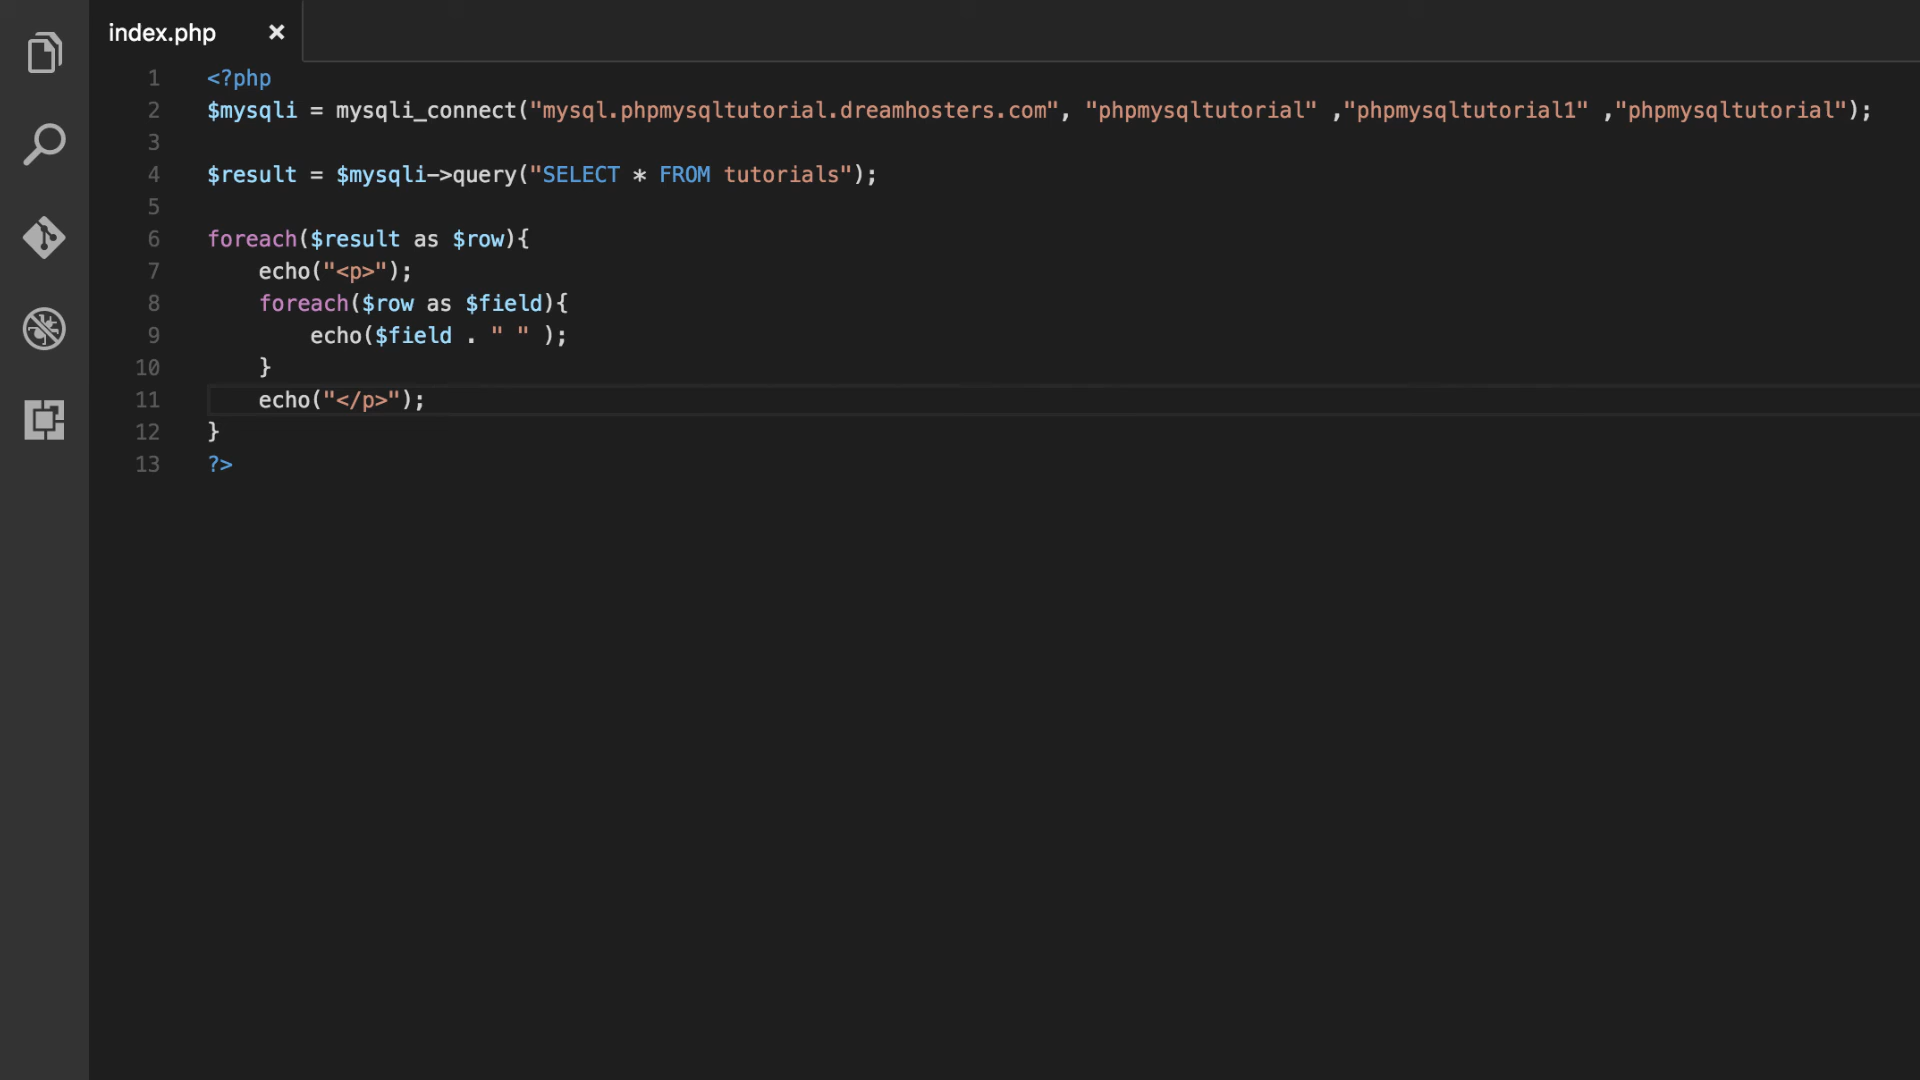 index.php
1 <?php
2 $mysqli = mysqli_connect("mysql.phpmysqltutorial.dreamhosters.com", "phpmysqltutorial" ,"phpmysqltutorial1" ,"phpmysqltutorial");
3
4 $result = $mysqli->query("SELECT * FROM tutorials");
5
6 foreach($result as $row){
7     echo("<p>");
8     foreach($row as $field){
9         echo($field . " " );
10     }
11     echo("</p>");
12 }
13 ?>